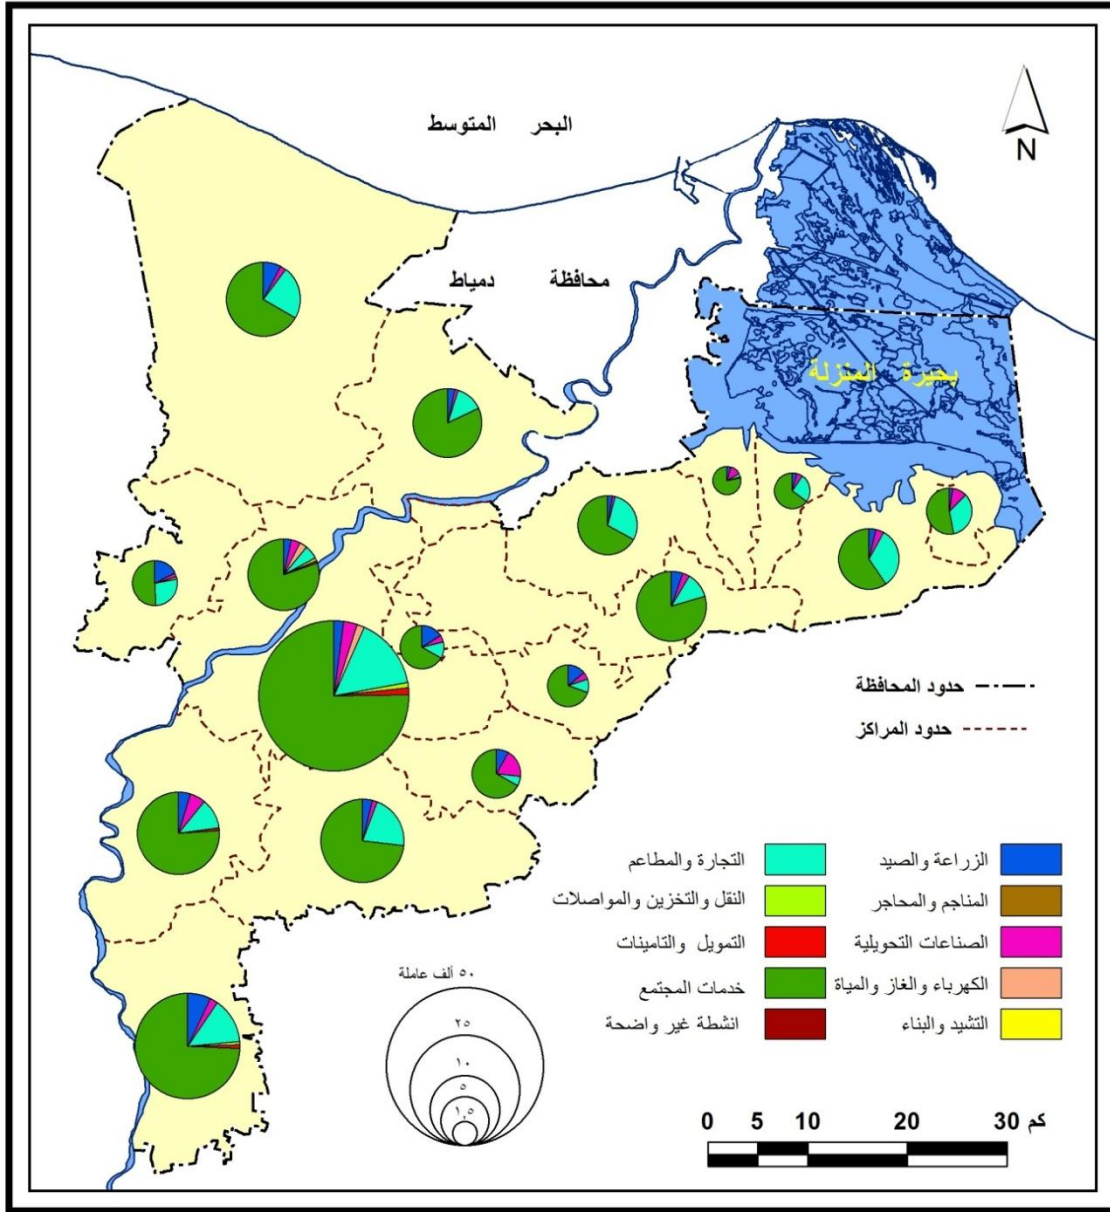 البحر المتوسط
N
محافظة دمياط
بحيرة المنزلة
حدود المحافظة
حدود المراكز
الزراعة والصيد
التجارة والمطاعم
المناجم والمحاجر
النقل والتخزين والمواصلات
الصناعات التحويلية
التمويل والتامينات
الكهرباء والغاز والمياة
خدمات المجتمع
التشيد والبناء
انشطة غير واضحة
٥٠ ألف عاملة
٢٥
١٠
٥
١,٥
0 5 10 20 30 كم